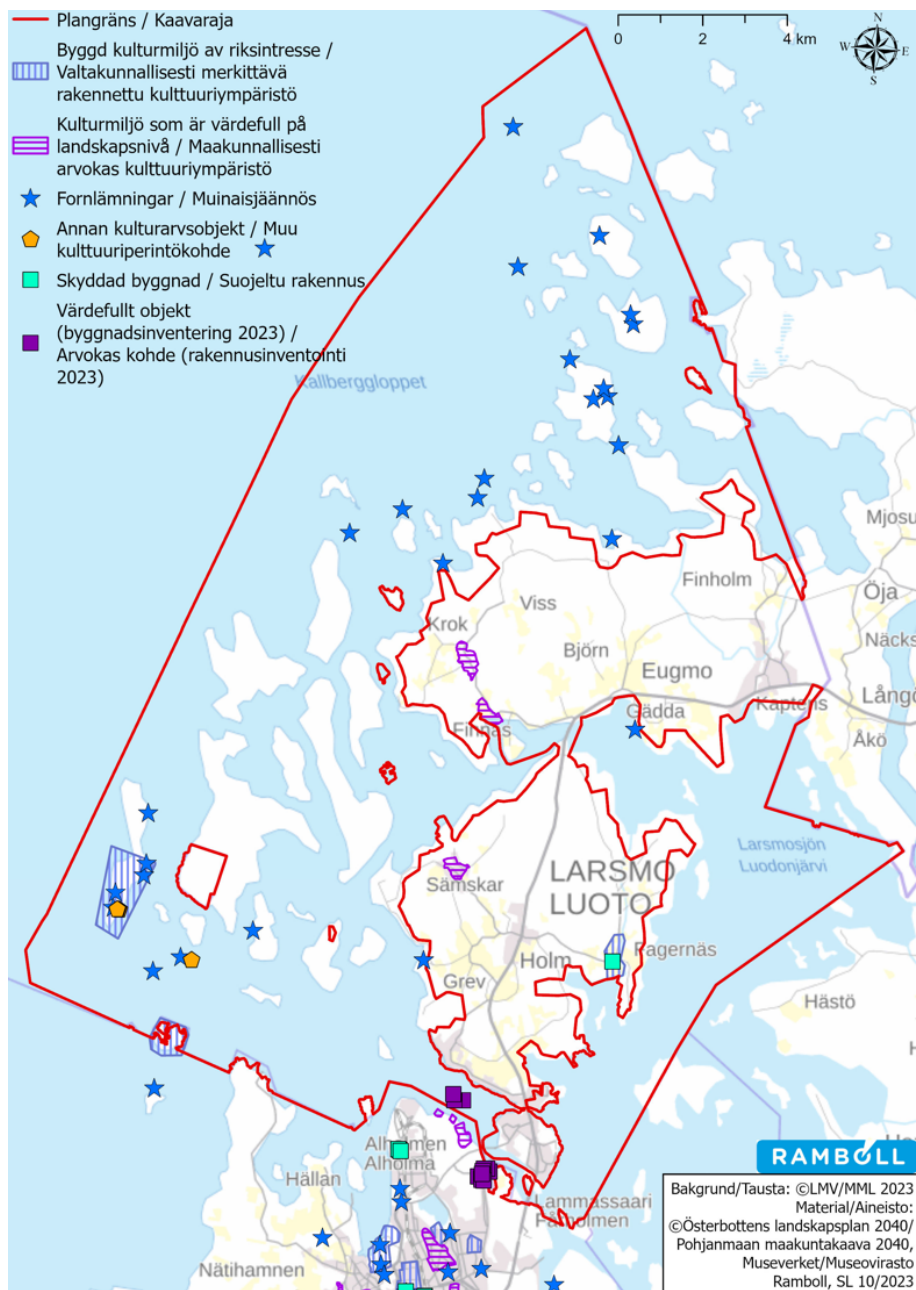 Plangräns / Kaavaraja
Byggd kulturmiljö av riksintresse /
Valtakunnallisesti merkittävä
rakennettu kulttuuriympäristö
Kulturmiljö som är värdefull på
landskapsnivå / Maakunnallisesti
arvokas kulttuuriympäristö
Fornlämningar / Muinaisjäännös
Annan kulturarvsobjekt / Muu
kulttuuriperintökohde
Skyddad byggnad / Suojeltu rakennus
Värdefullt objekt
(byggnadsinventering 2023) /
Arvokas kohde (rakennusinventointi
2023)
0 2 4 km
N
W E
S
Kallberggloppet
Mjosu
Finholm
Öja
Viss
Krok
Näcks
Björn
Eugmo
Långö
Kaptens
Gädda
Finnäs
Åkö
Larsmosjön
Luodonjärvi
LARSMO
LUOTO
Sämskar
Fagernäs
Holm
Grev
Hästö
Alholmen
Alholma
Hällan
Lammassaari
Fårholmen
Nätihamnen
RAMBOLL
Bakgrund/Tausta: ©LMV/MML 2023
Material/Aineisto:
©Österbottens landskapsplan 2040/
Pohjanmaan maakuntakaava 2040,
Museverket/Museovirasto
Ramboll, SL 10/2023